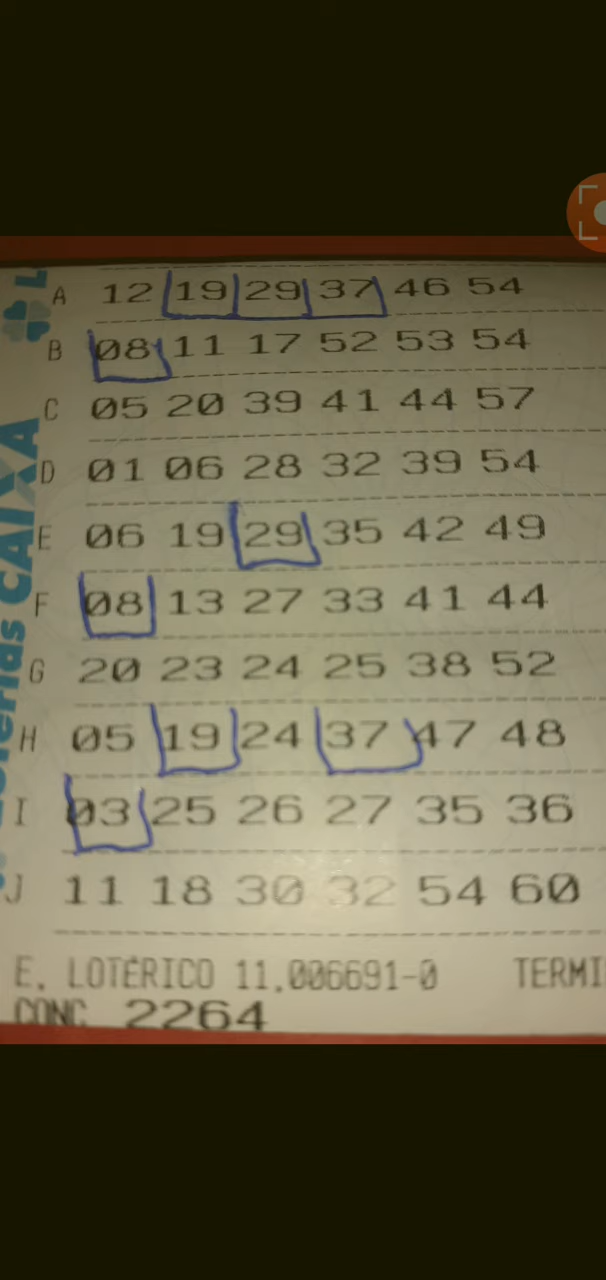 A 12 19 29 37 46 54
B 08 11 17 52 53 54
C 05 20 39 41 44 57
D 01 06 28 32 39 54
E 06 19 29 35 42 49
F 08 13 27 33 41 44
G 20 23 24 25 38 52
H 05 19 24 37 47 48
I 03 25 26 27 35 36
J 11 18 30 32 54 60
E. LOTÉRICO 11.006691-0 TERMI
CONC 2264
CAIXA
L